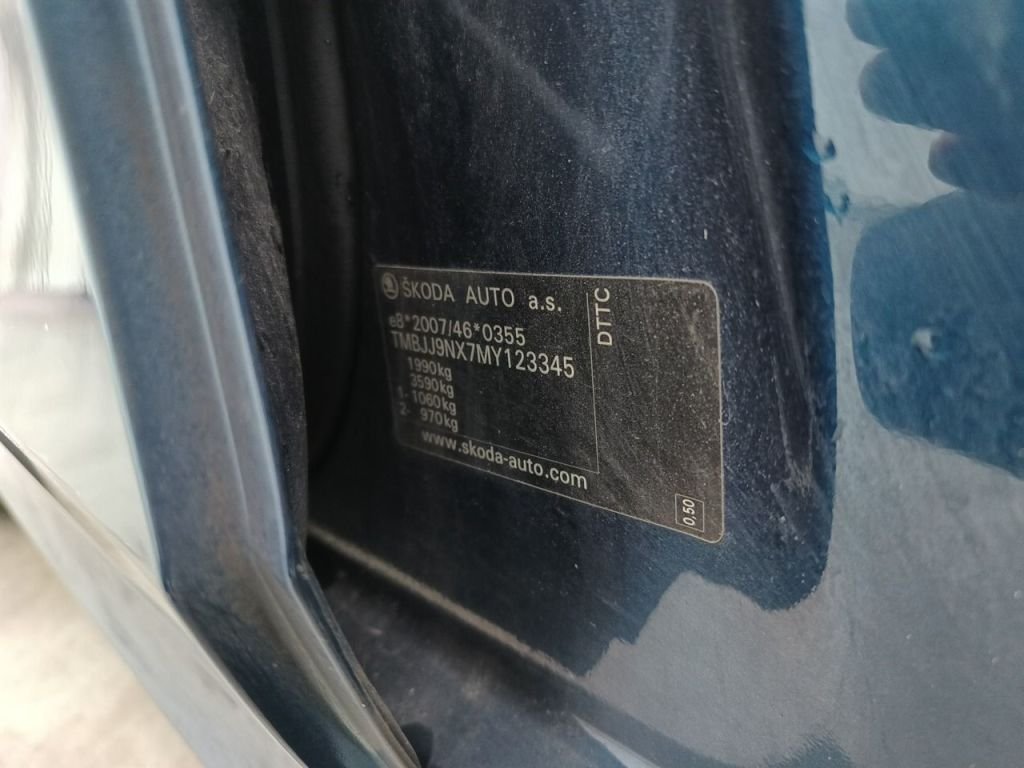 ŠKODA AUTO a.s.
e8*2007/46*0355
TMBJJ9NX7MY123345
1990kg
3590kg
1- 1060kg
2- 970kg
www.skoda-auto.com
DTTC
0.50